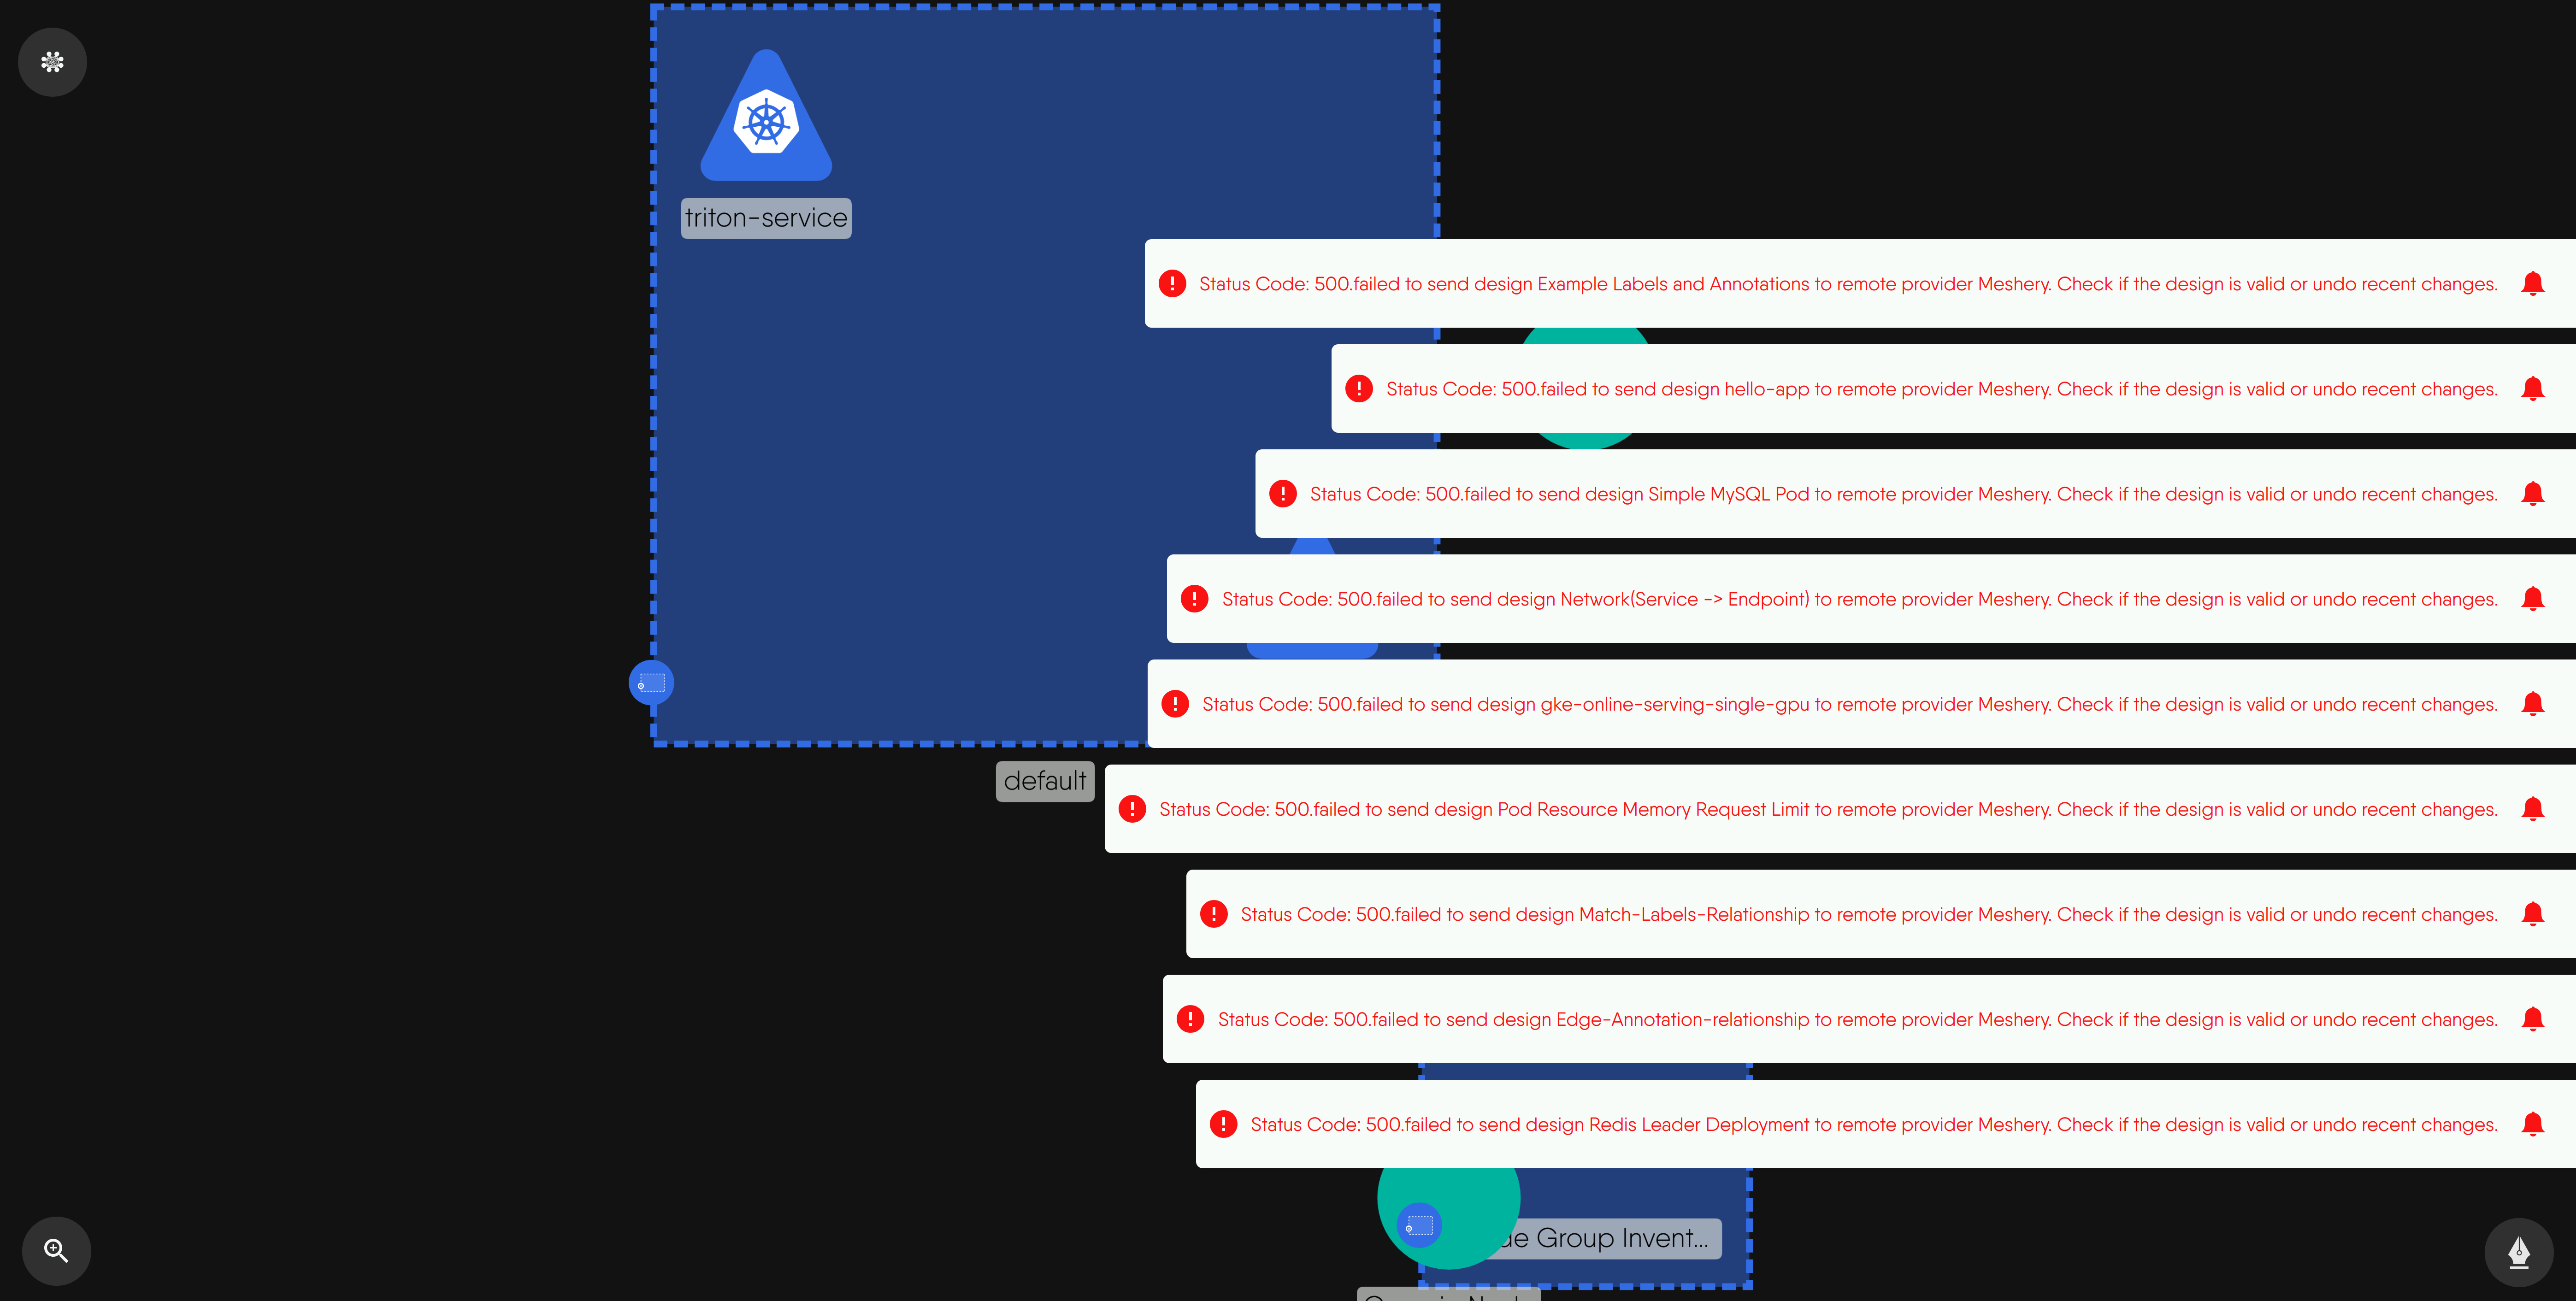 triton-service
Status Code: 500.failed to send design Example Labels and Annotations to remote provider Meshery. Check if the design is valid or undo recent changes.
Status Code: 500.failed to send design hello-app to remote provider Meshery. Check if the design is valid or undo recent changes.
Status Code: 500.failed to send design Simple MySQL Pod to remote provider Meshery. Check if the design is valid or undo recent changes.
Status Code: 500.failed to send design Network(Service -> Endpoint) to remote provider Meshery. Check if the design is valid or undo recent changes.
Status Code: 500.failed to send design gke-online-serving-single-gpu to remote provider Meshery. Check if the design is valid or undo recent changes.
default
Status Code: 500.failed to send design Pod Resource Memory Request Limit to remote provider Meshery. Check if the design is valid or undo recent changes.
Status Code: 500.failed to send design Match-Labels-Relationship to remote provider Meshery. Check if the design is valid or undo recent changes.
Status Code: 500.failed to send design Edge-Annotation-relationship to remote provider Meshery. Check if the design is valid or undo recent changes.
Status Code: 500.failed to send design Redis Leader Deployment to remote provider Meshery. Check if the design is valid or undo recent changes.
Group Invent...